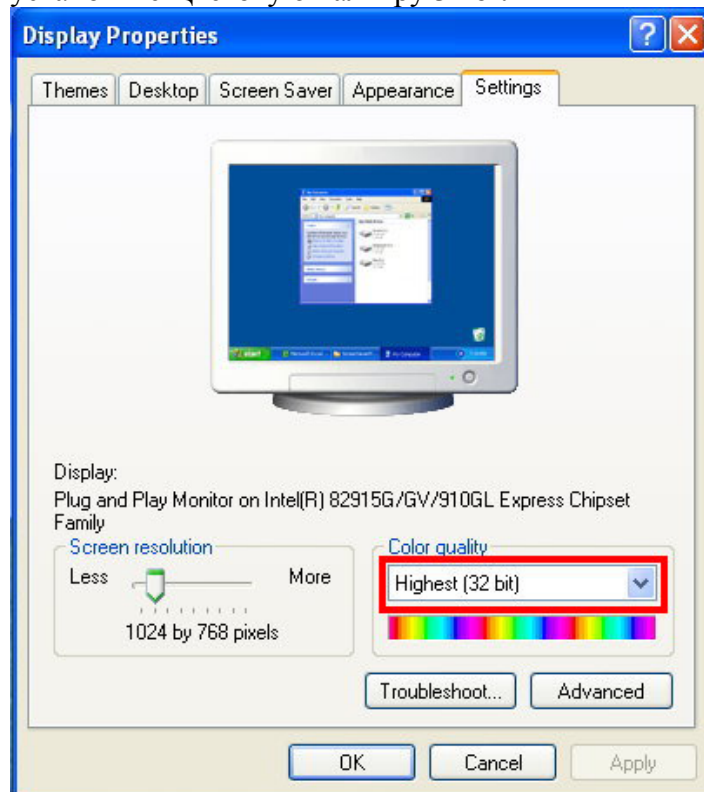 Display Properties
Themes Desktop Screen Saver Appearance Settings
Display:
Plug and Play Monitor on Intel(R) 82915G/GV/910GL Express Chipset
Family
Screen resolution
Less More
1024 by 768 pixels
Color quality
Highest (32 bit)
Troubleshoot... Advanced
OK Cancel Apply